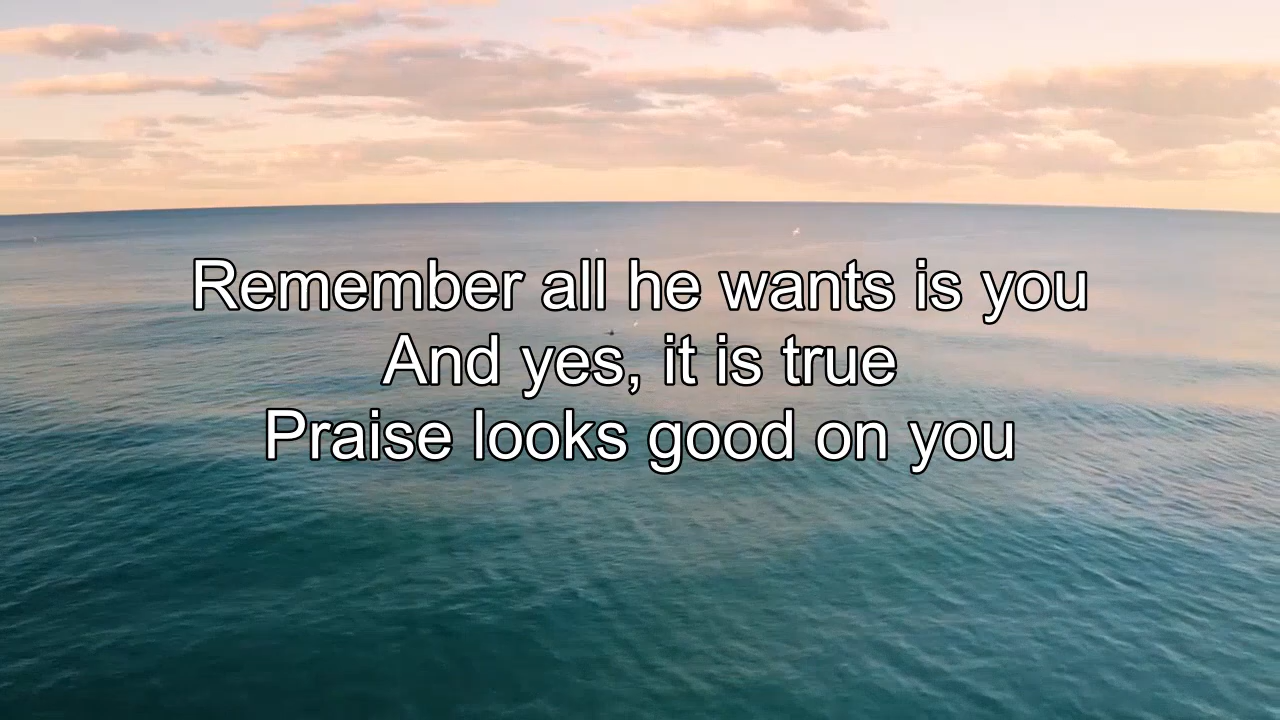 Remember all he wants is you
And yes, it is true
Praise looks good on you